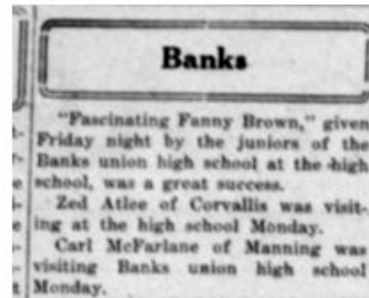 Banks
"Fascinating Fanny Brown," given
Friday night by the juniors of the
Banks union high school at the high
school, was a great success.
Zed Atlee of Corvallis was visit-
ing at the high school Monday.
Carl McFarlane of Manning was
visiting Banks union high school
Monday.